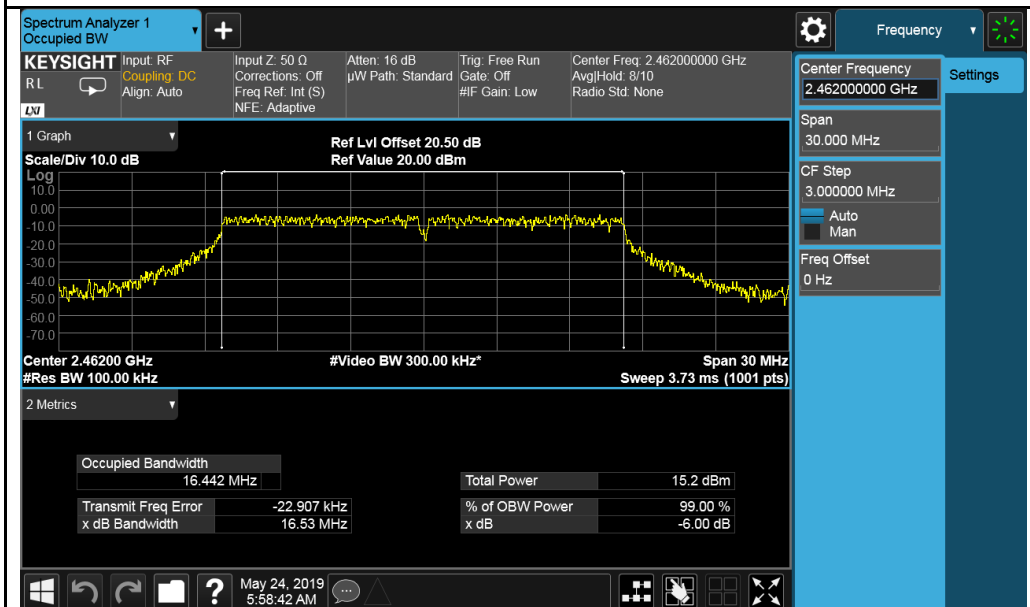 Spectrum Analyzer 1
Occupied BW
▼
+
Frequency
▼
KEYSIGHT
RL
LXI
Input: RF
Coupling: DC
Align: Auto
Input Z: 50 Ω
Corrections: Off
Freq Ref: Int (S)
NFE: Adaptive
Atten: 16 dB
µW Path: Standard
Trig: Free Run
Gate: Off
#IF Gain: Low
Center Freq: 2.462000000 GHz
Avg|Hold: 8/10
Radio Std: None
Center Frequency
2.462000000 GHz
Settings
Span
30.000 MHz
CF Step
3.000000 MHz
Auto
Man
Freq Offset
0 Hz
1 Graph ▼
Scale/Div 10.0 dB
Ref Lvl Offset 20.50 dB
Ref Value 20.00 dBm
Log
10.0
0.00
-10.0
-20.0
-30.0
-40.0
-50.0
-60.0
-70.0
Center 2.46200 GHz
#Video BW 300.00 kHz*
Span 30 MHz
#Res BW 100.00 kHz
Sweep 3.73 ms (1001 pts)
2 Metrics ▼
Occupied Bandwidth
16.442 MHz
Total Power 15.2 dBm
Transmit Freq Error -22.907 kHz
% of OBW Power 99.00 %
x dB Bandwidth 16.53 MHz
x dB -6.00 dB
?
May 24, 2019
5:58:42 AM